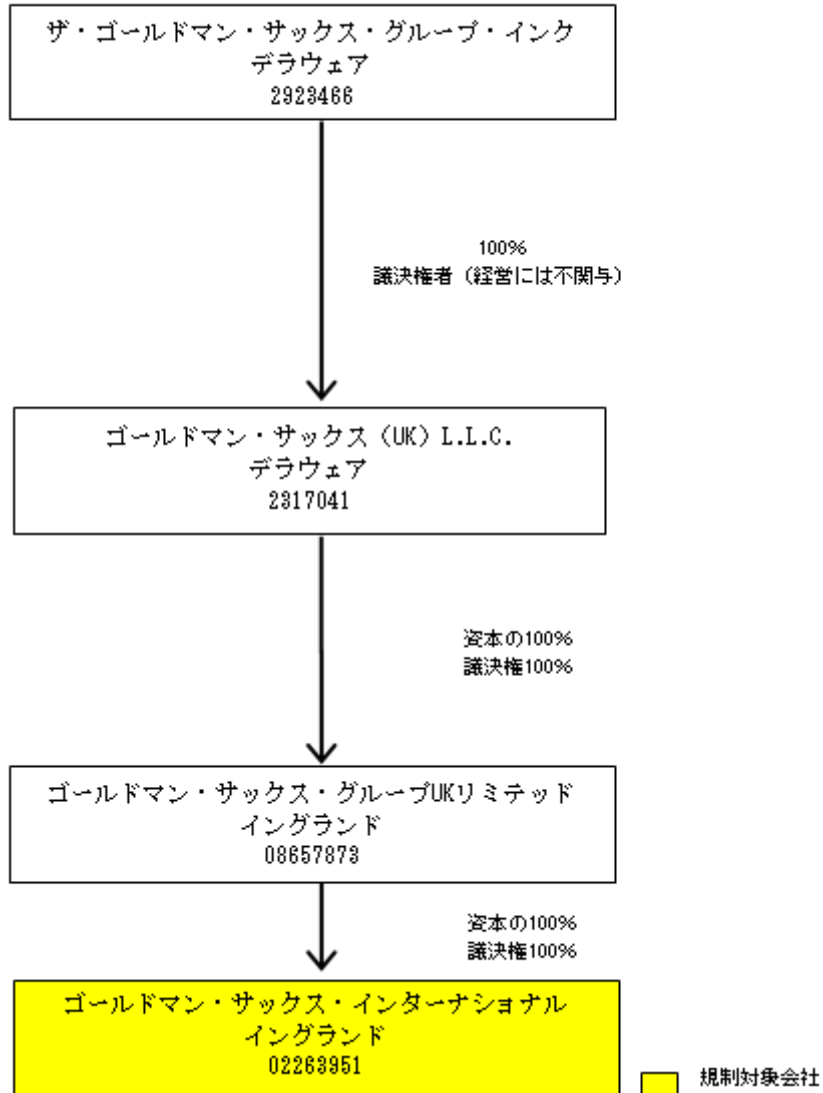 ザ・ゴールドマン・サックス・グループ・インク
デラウェア
2923466
100%
議決権者（経営には不関与）
ゴールドマン・サックス（UK）L.L.C.
デラウェア
2317041
資本の100%
議決権100%
ゴールドマン・サックス・グループUKリミテッド
イングランド
08657873
資本の100%
議決権100%
ゴールドマン・サックス・インターナショナル
イングランド
02263951
規制対象会社